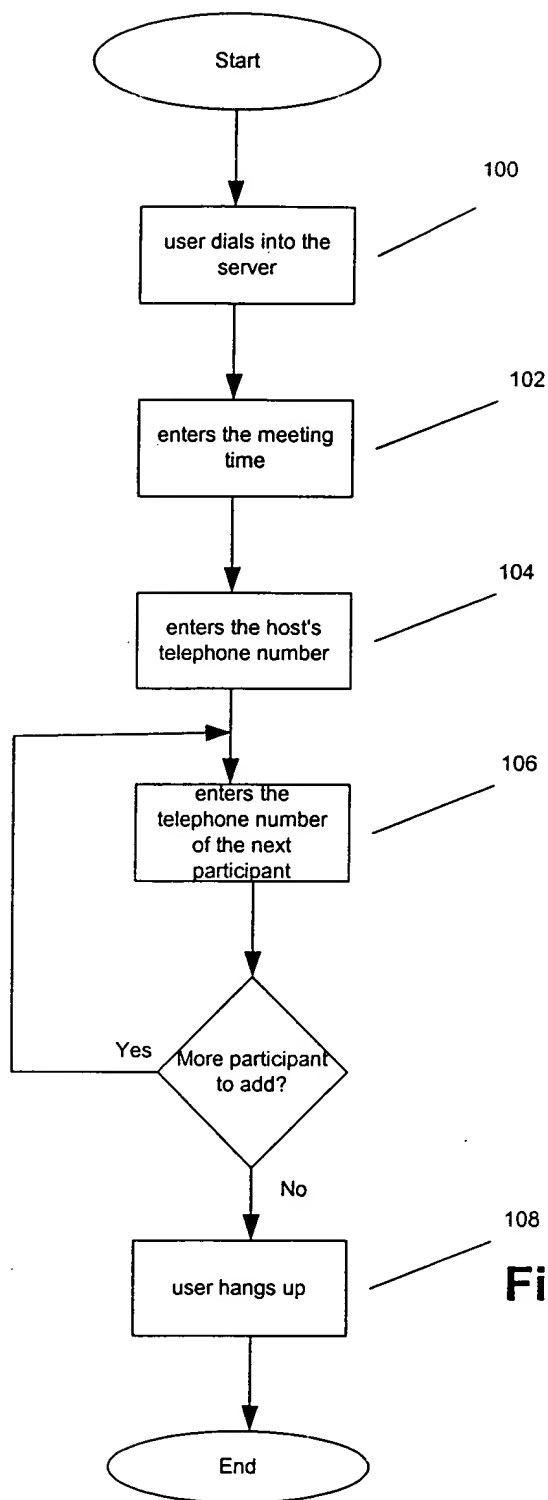 Start
100
user dials into the
server
102
enters the meeting
time
104
enters the host's
telephone number
106
enters the
telephone number
of the next
participant
Yes
More participant
to add?
No
108
user hangs up
Fi
End